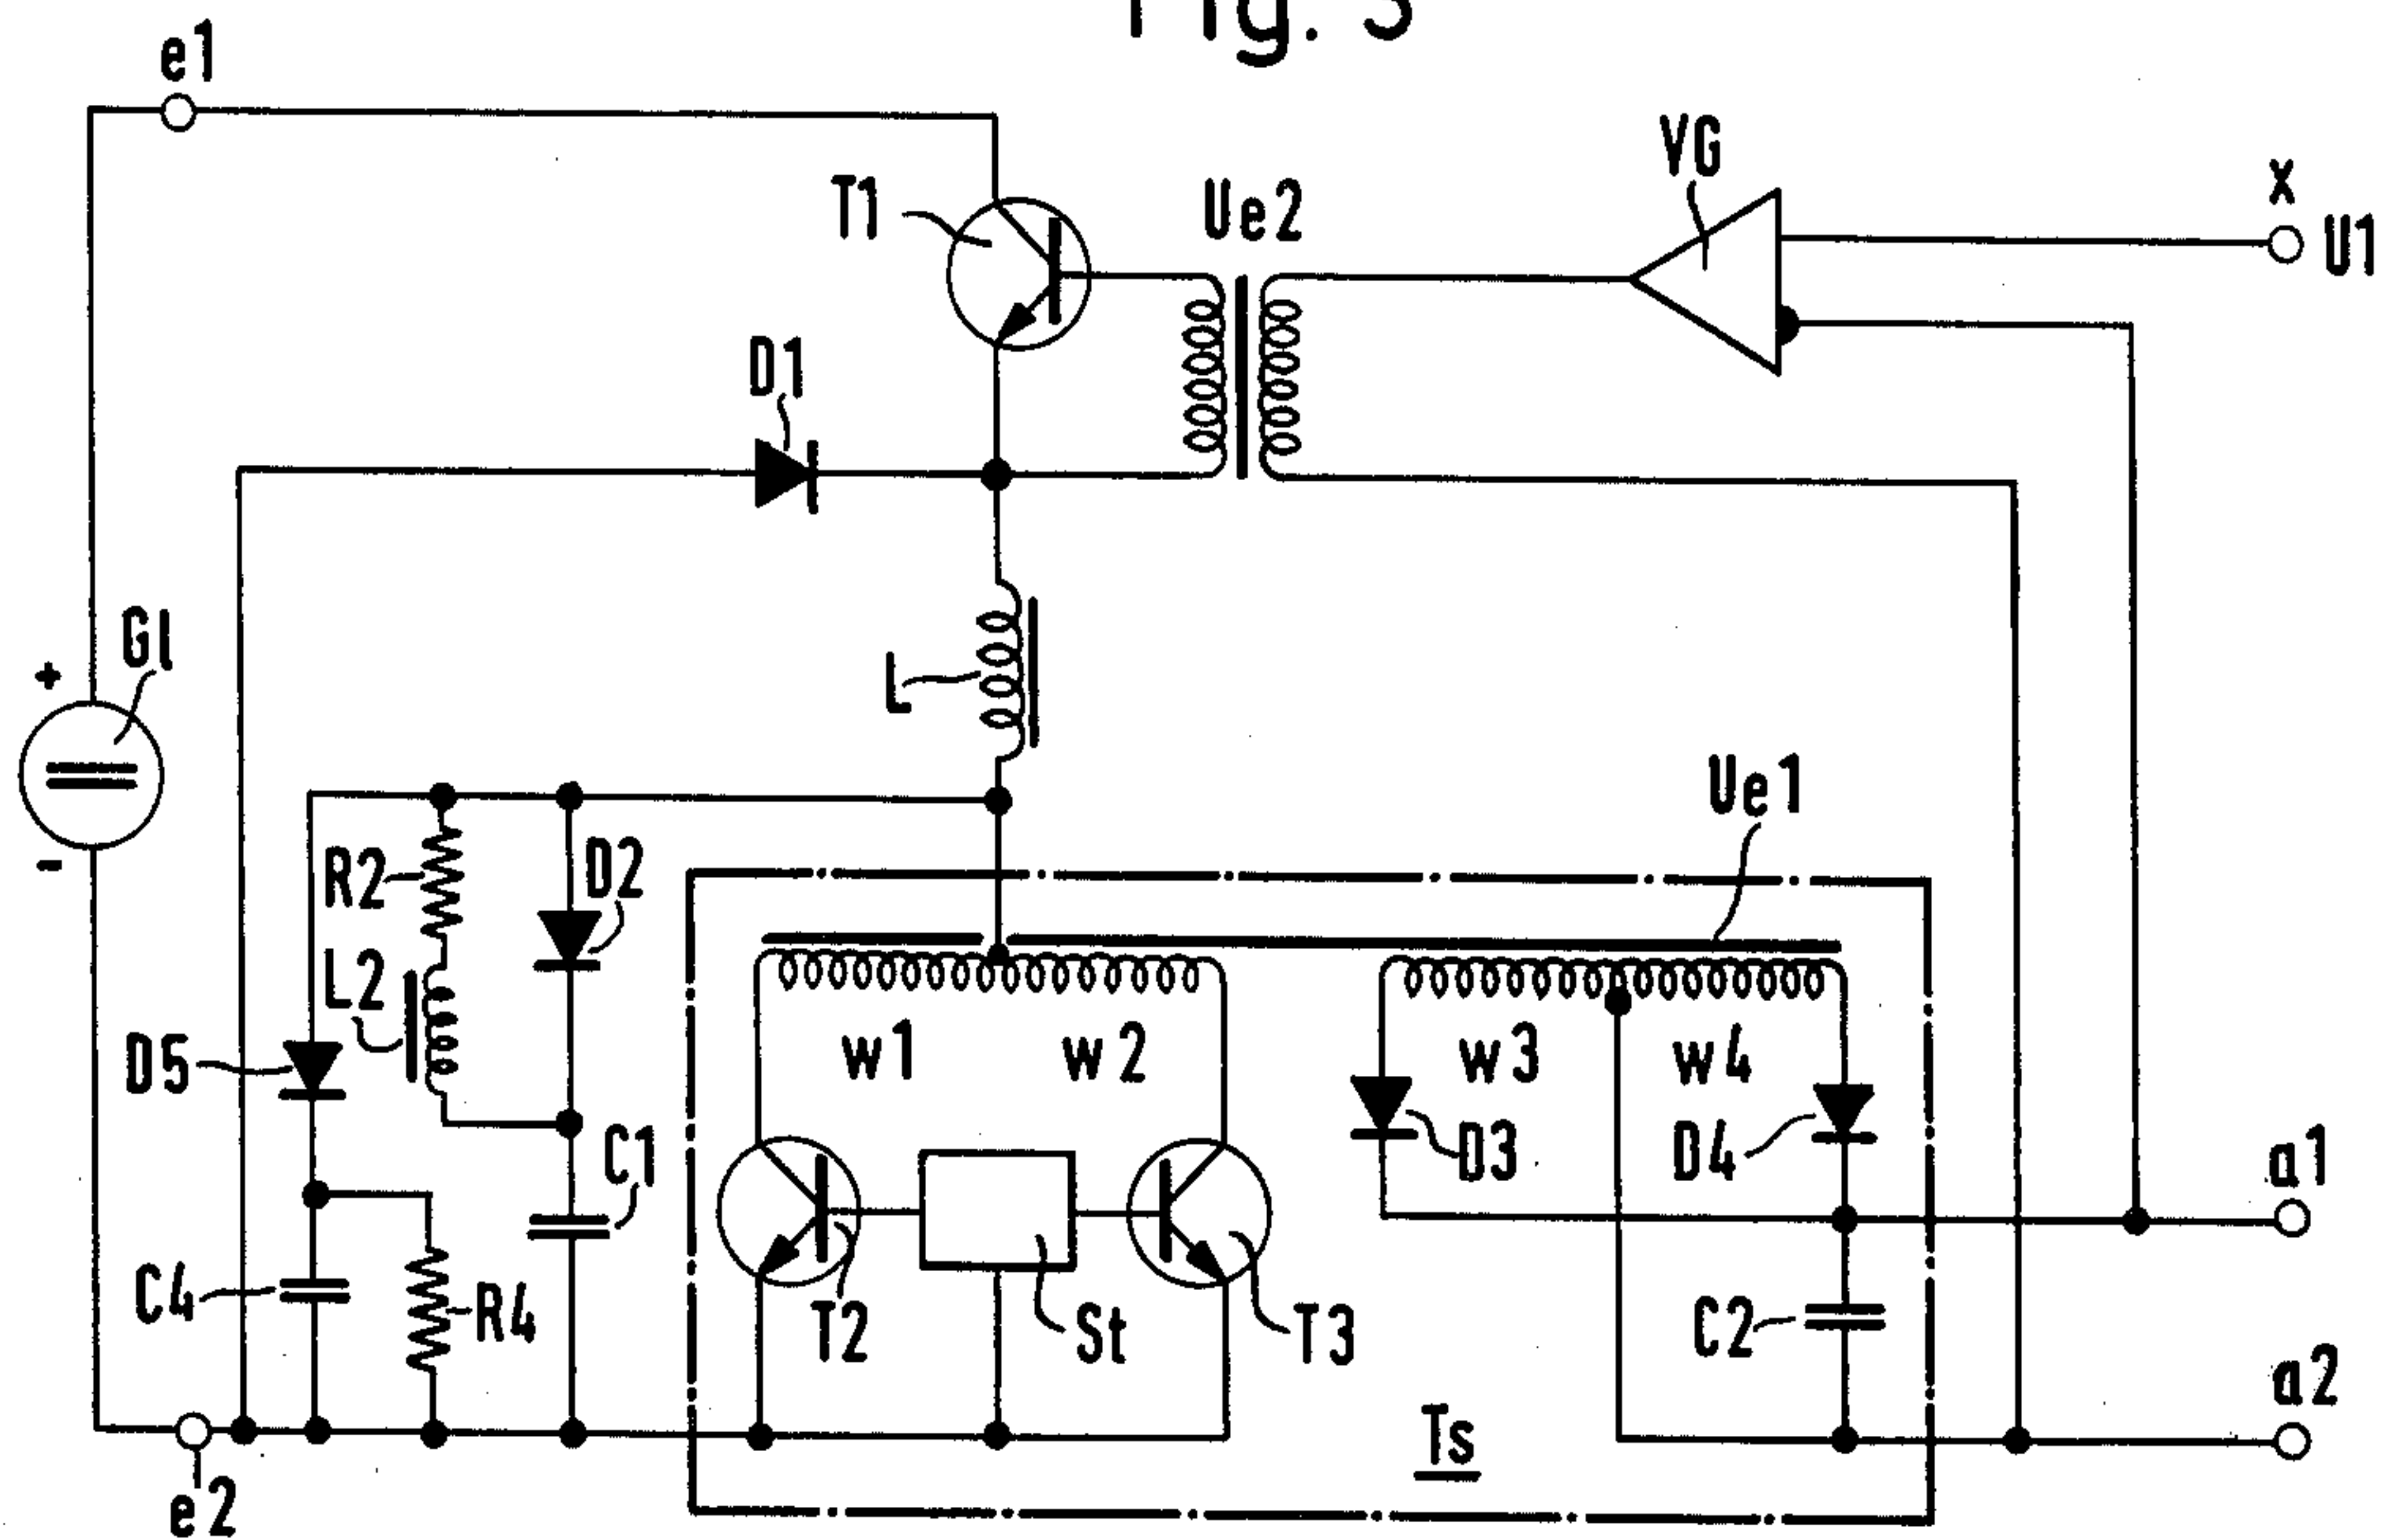 Fig. 3
e1
VG
x
U1
T1
Ue2
D1
+
Gl
L
-
Ue1
R2
D2
L2
D5
w1
w2
w3
w4
C1
D3
D4
a1
C4
R4
T2
St
T3
C2
a2
Ts
e2